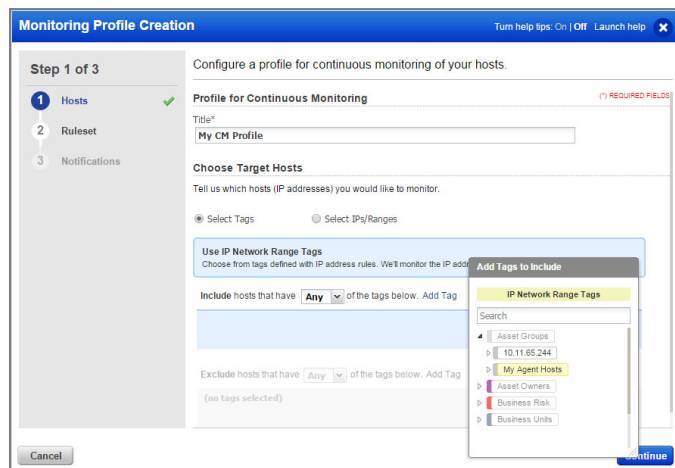 Monitoring Profile Creation
Turn help tips: On | Off Launch help
Step 1 of 3
1 Hosts
2 Ruleset
3 Notifications
Configure a profile for continuous monitoring of your hosts.
Profile for Continuous Monitoring
(*) REQUIRED FIELDS
Title*
My CM Profile
Choose Target Hosts
Tell us which hosts (IP addresses) you would like to monitor.
Select Tags Select IPs/Ranges
Use IP Network Range Tags
Choose from tags defined with IP address rules. We'll monitor the IP
Include hosts that have Any of the tags below. Add Tag
Exclude hosts that have Any of the tags below. Add Tag
(no tags selected)
Add Tags to Include
IP Network Range Tags
Search
Asset Groups
10.11.65.244
My Agent Hosts
Asset Owners
Business Risk
Business Units
Cancel